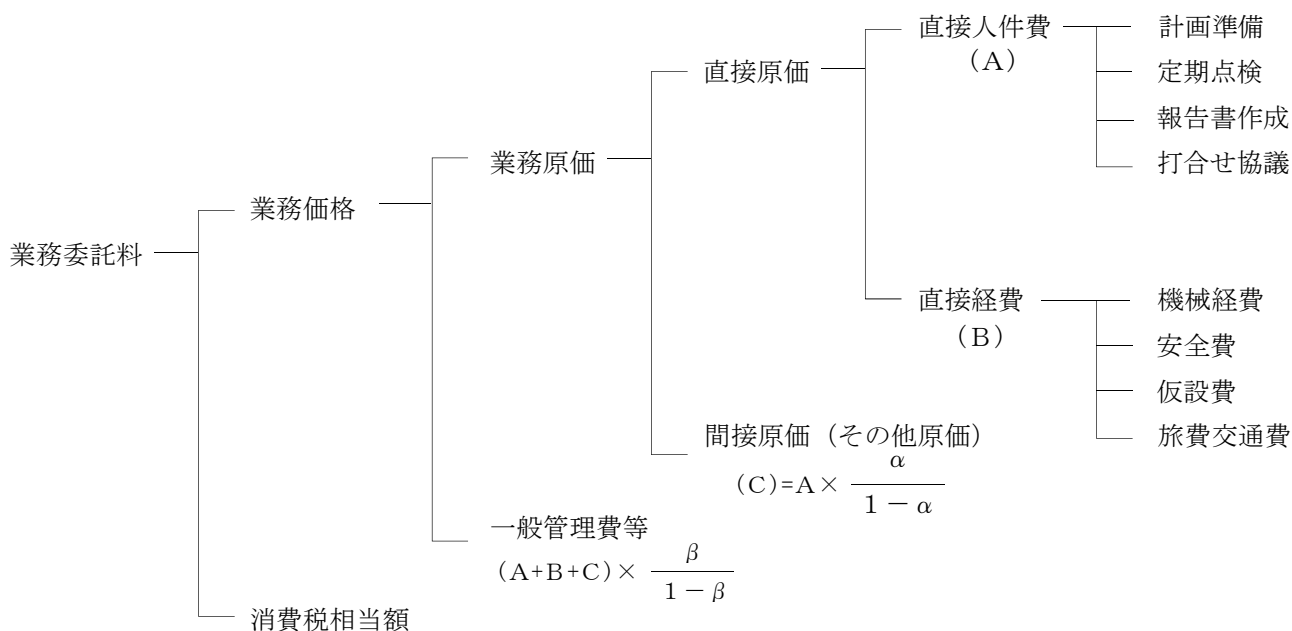 業務委託料
業務価格
業務原価
直接原価
直接人件費
（A）
計画準備
定期点検
報告書作成
打合せ協議
直接経費
（B）
機械経費
安全費
仮設費
旅費交通費
間接原価（その他原価）
（C）=A× α/1－α
一般管理費等
（A+B+C）× β/1－β
消費税相当額